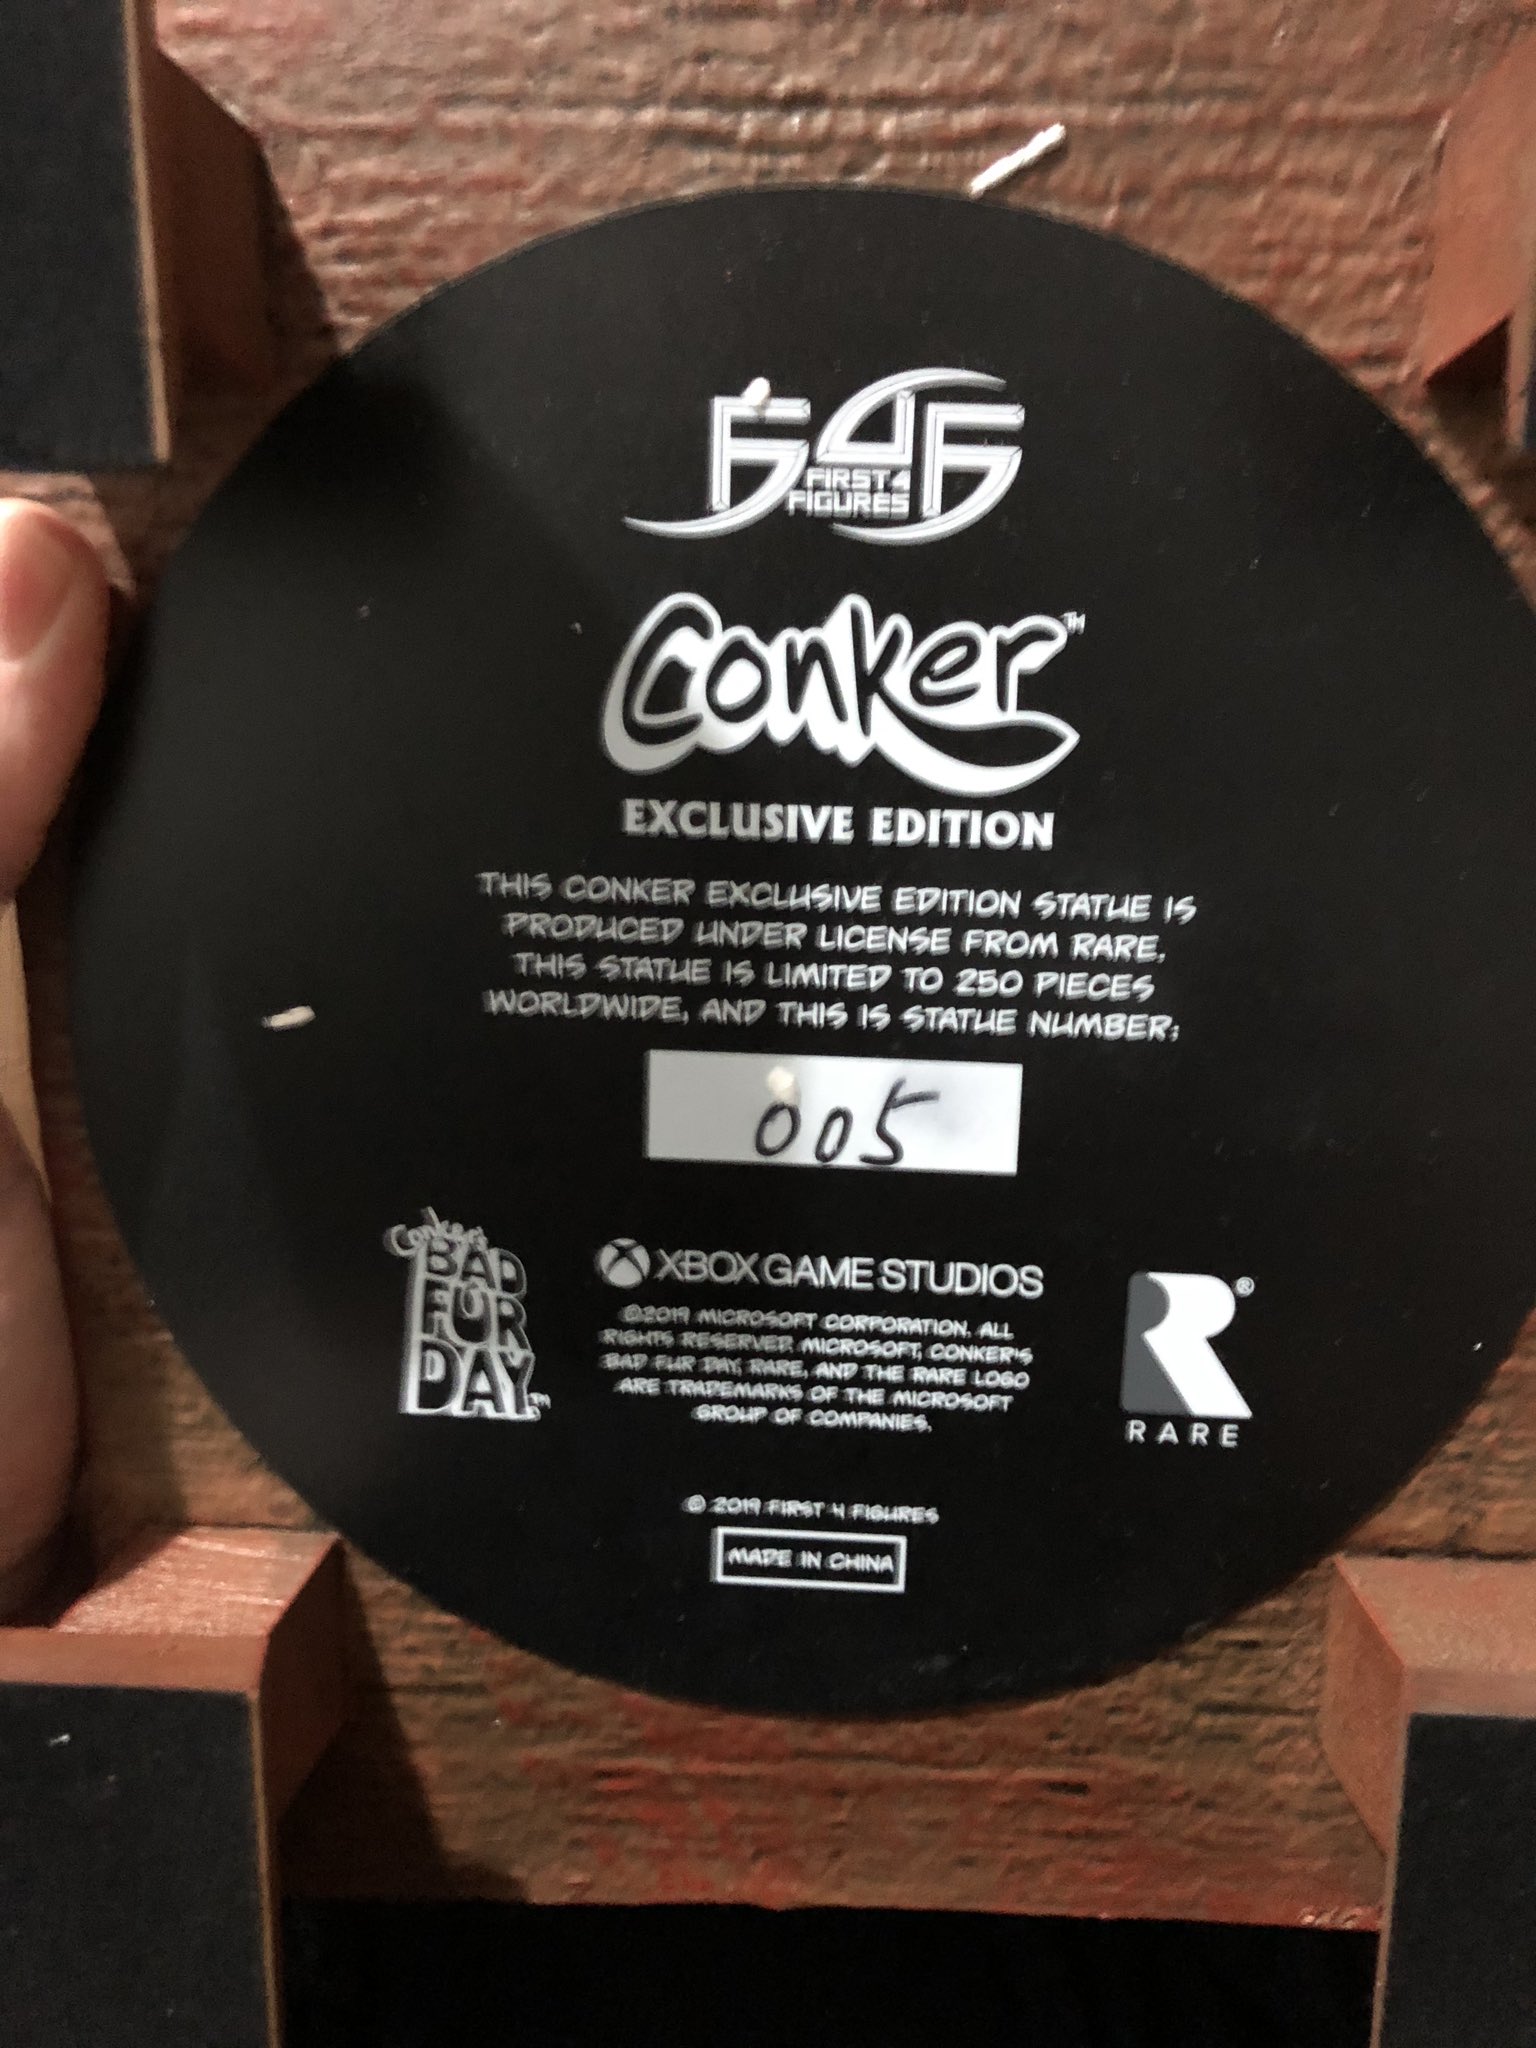 F4F
FIRST 4
FIGURES
Conker™
EXCLUSIVE EDITION
THIS CONKER EXCLUSIVE EDITION STATUE IS
PRODUCED UNDER LICENSE FROM RARE.
THIS STATUE IS LIMITED TO 250 PIECES
WORLDWIDE, AND THIS IS STATUE NUMBER:
005
Conker's
BAD
FUR
DAY™
XBOX GAME STUDIOS
©2019 MICROSOFT CORPORATION. ALL
RIGHTS RESERVED. MICROSOFT, CONKER'S
BAD FUR DAY, RARE, AND THE RARE LOGO
ARE TRADEMARKS OF THE MICROSOFT
GROUP OF COMPANIES.
R®
RARE
© 2019 FIRST 4 FIGURES
MADE IN CHINA